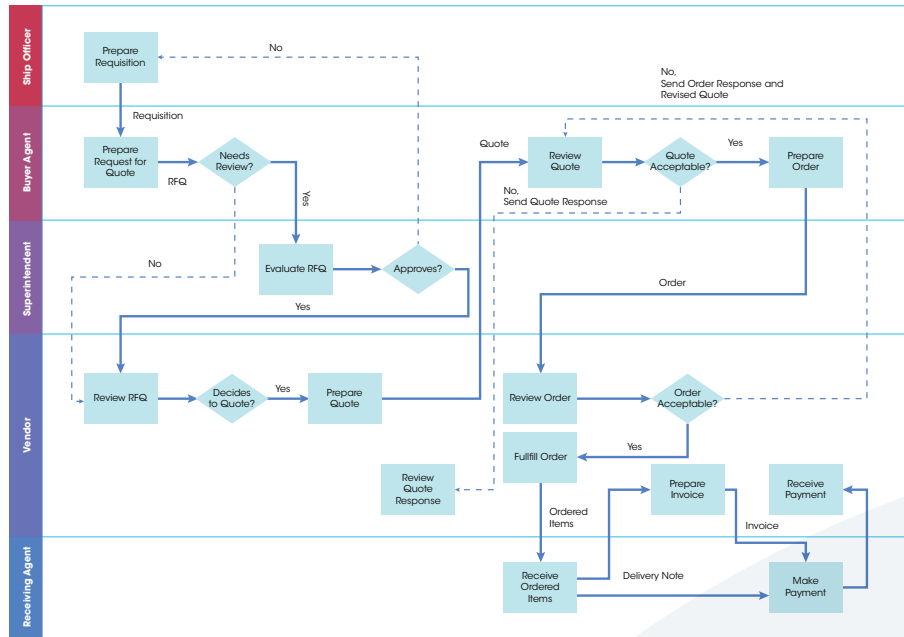 Ship Officer
Prepare
Requisition
No
No,
Send Order Response and
Revised Quote
Requisition
Buyer Agent
Prepare
Request for
Quote
RFQ
Needs
Review?
Yes
Quote
Review
Quote
Quote
Acceptable?
Yes
Prepare
Order
No,
Send Quote Response
Superintendent
No
Evaluate RFQ
Approves?
Order
Yes
Vendor
Review RFQ
Decides
to Quote?
Yes
Prepare
Quote
Review Order
Order
Acceptable?
Yes
Fullfill Order
Review
Quote
Response
Prepare
Invoice
Receive
Payment
Ordered
Items
Invoice
Receiving Agent
Receive
Ordered
Items
Delivery Note
Make
Payment